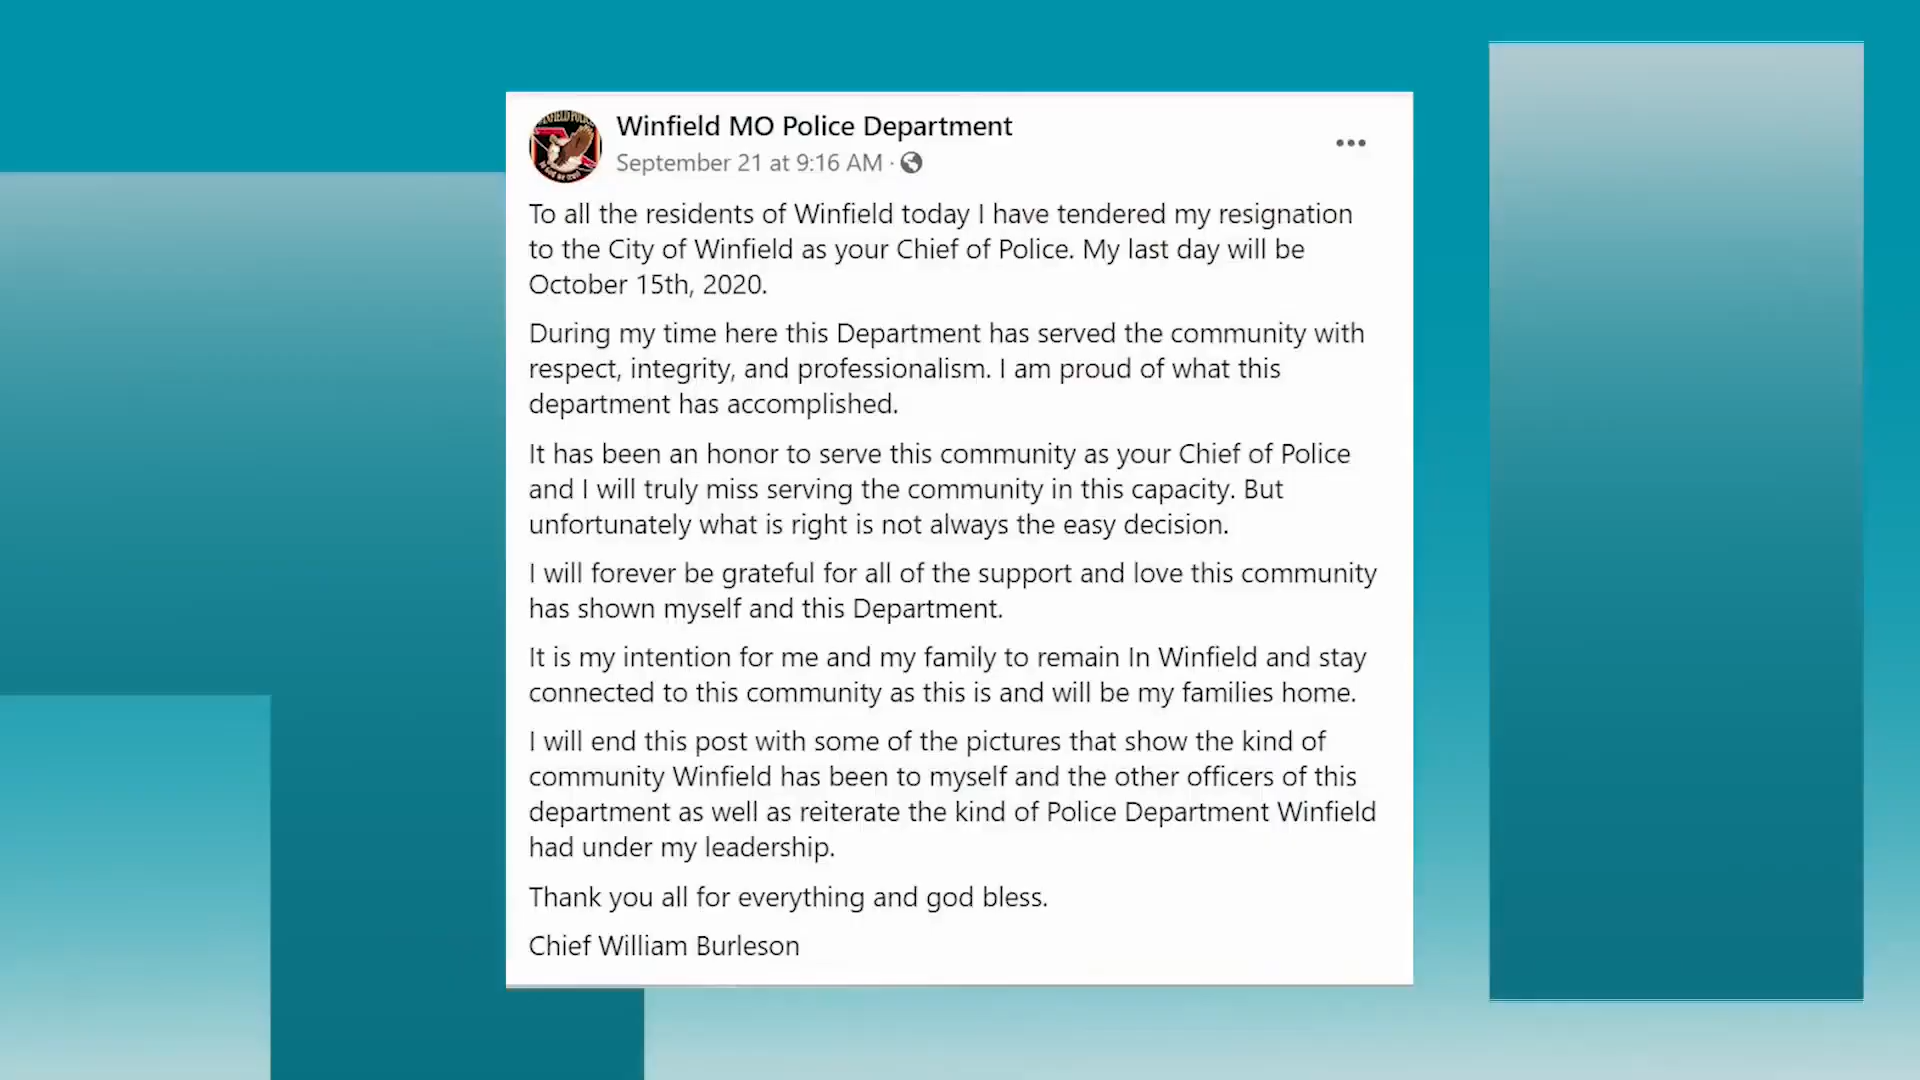 Winfield MO Police Department
September 21 at 9:16 AM ·
To all the residents of Winfield today I have tendered my resignation
to the City of Winfield as your Chief of Police. My last day will be
October 15th, 2020.
During my time here this Department has served the community with
respect, integrity, and professionalism. I am proud of what this
department has accomplished.
It has been an honor to serve this community as your Chief of Police
and I will truly miss serving the community in this capacity. But
unfortunately what is right is not always the easy decision.
I will forever be grateful for all of the support and love this community
has shown myself and this Department.
It is my intention for me and my family to remain In Winfield and stay
connected to this community as this is and will be my families home.
I will end this post with some of the pictures that show the kind of
community Winfield has been to myself and the other officers of this
department as well as reiterate the kind of Police Department Winfield
had under my leadership.
Thank you all for everything and god bless.
Chief William Burleson